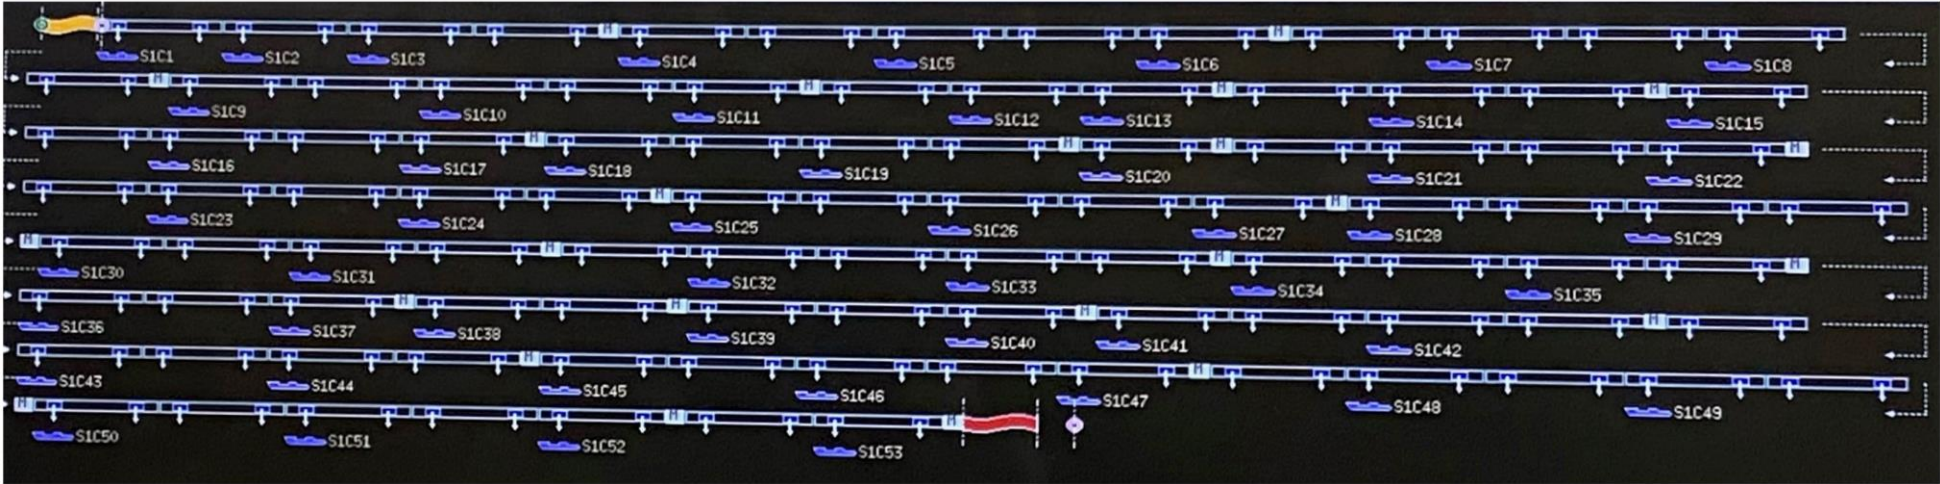 S1C1 S1C2 S1C3 S1C4 S1C5 S1C6 S1C7 S1C8
S1C9 S1C10 S1C11 S1C12 S1C13 S1C14 S1C15
S1C16 S1C17 S1C18 S1C19 S1C20 S1C21 S1C22
S1C23 S1C24 S1C25 S1C26 S1C27 S1C28 S1C29
S1C30 S1C31 S1C32 S1C33 S1C34 S1C35
S1C36 S1C37 S1C38 S1C39 S1C40 S1C41 S1C42
S1C43 S1C44 S1C45 S1C46 S1C47 S1C48 S1C49
S1C50 S1C51 S1C52 S1C53